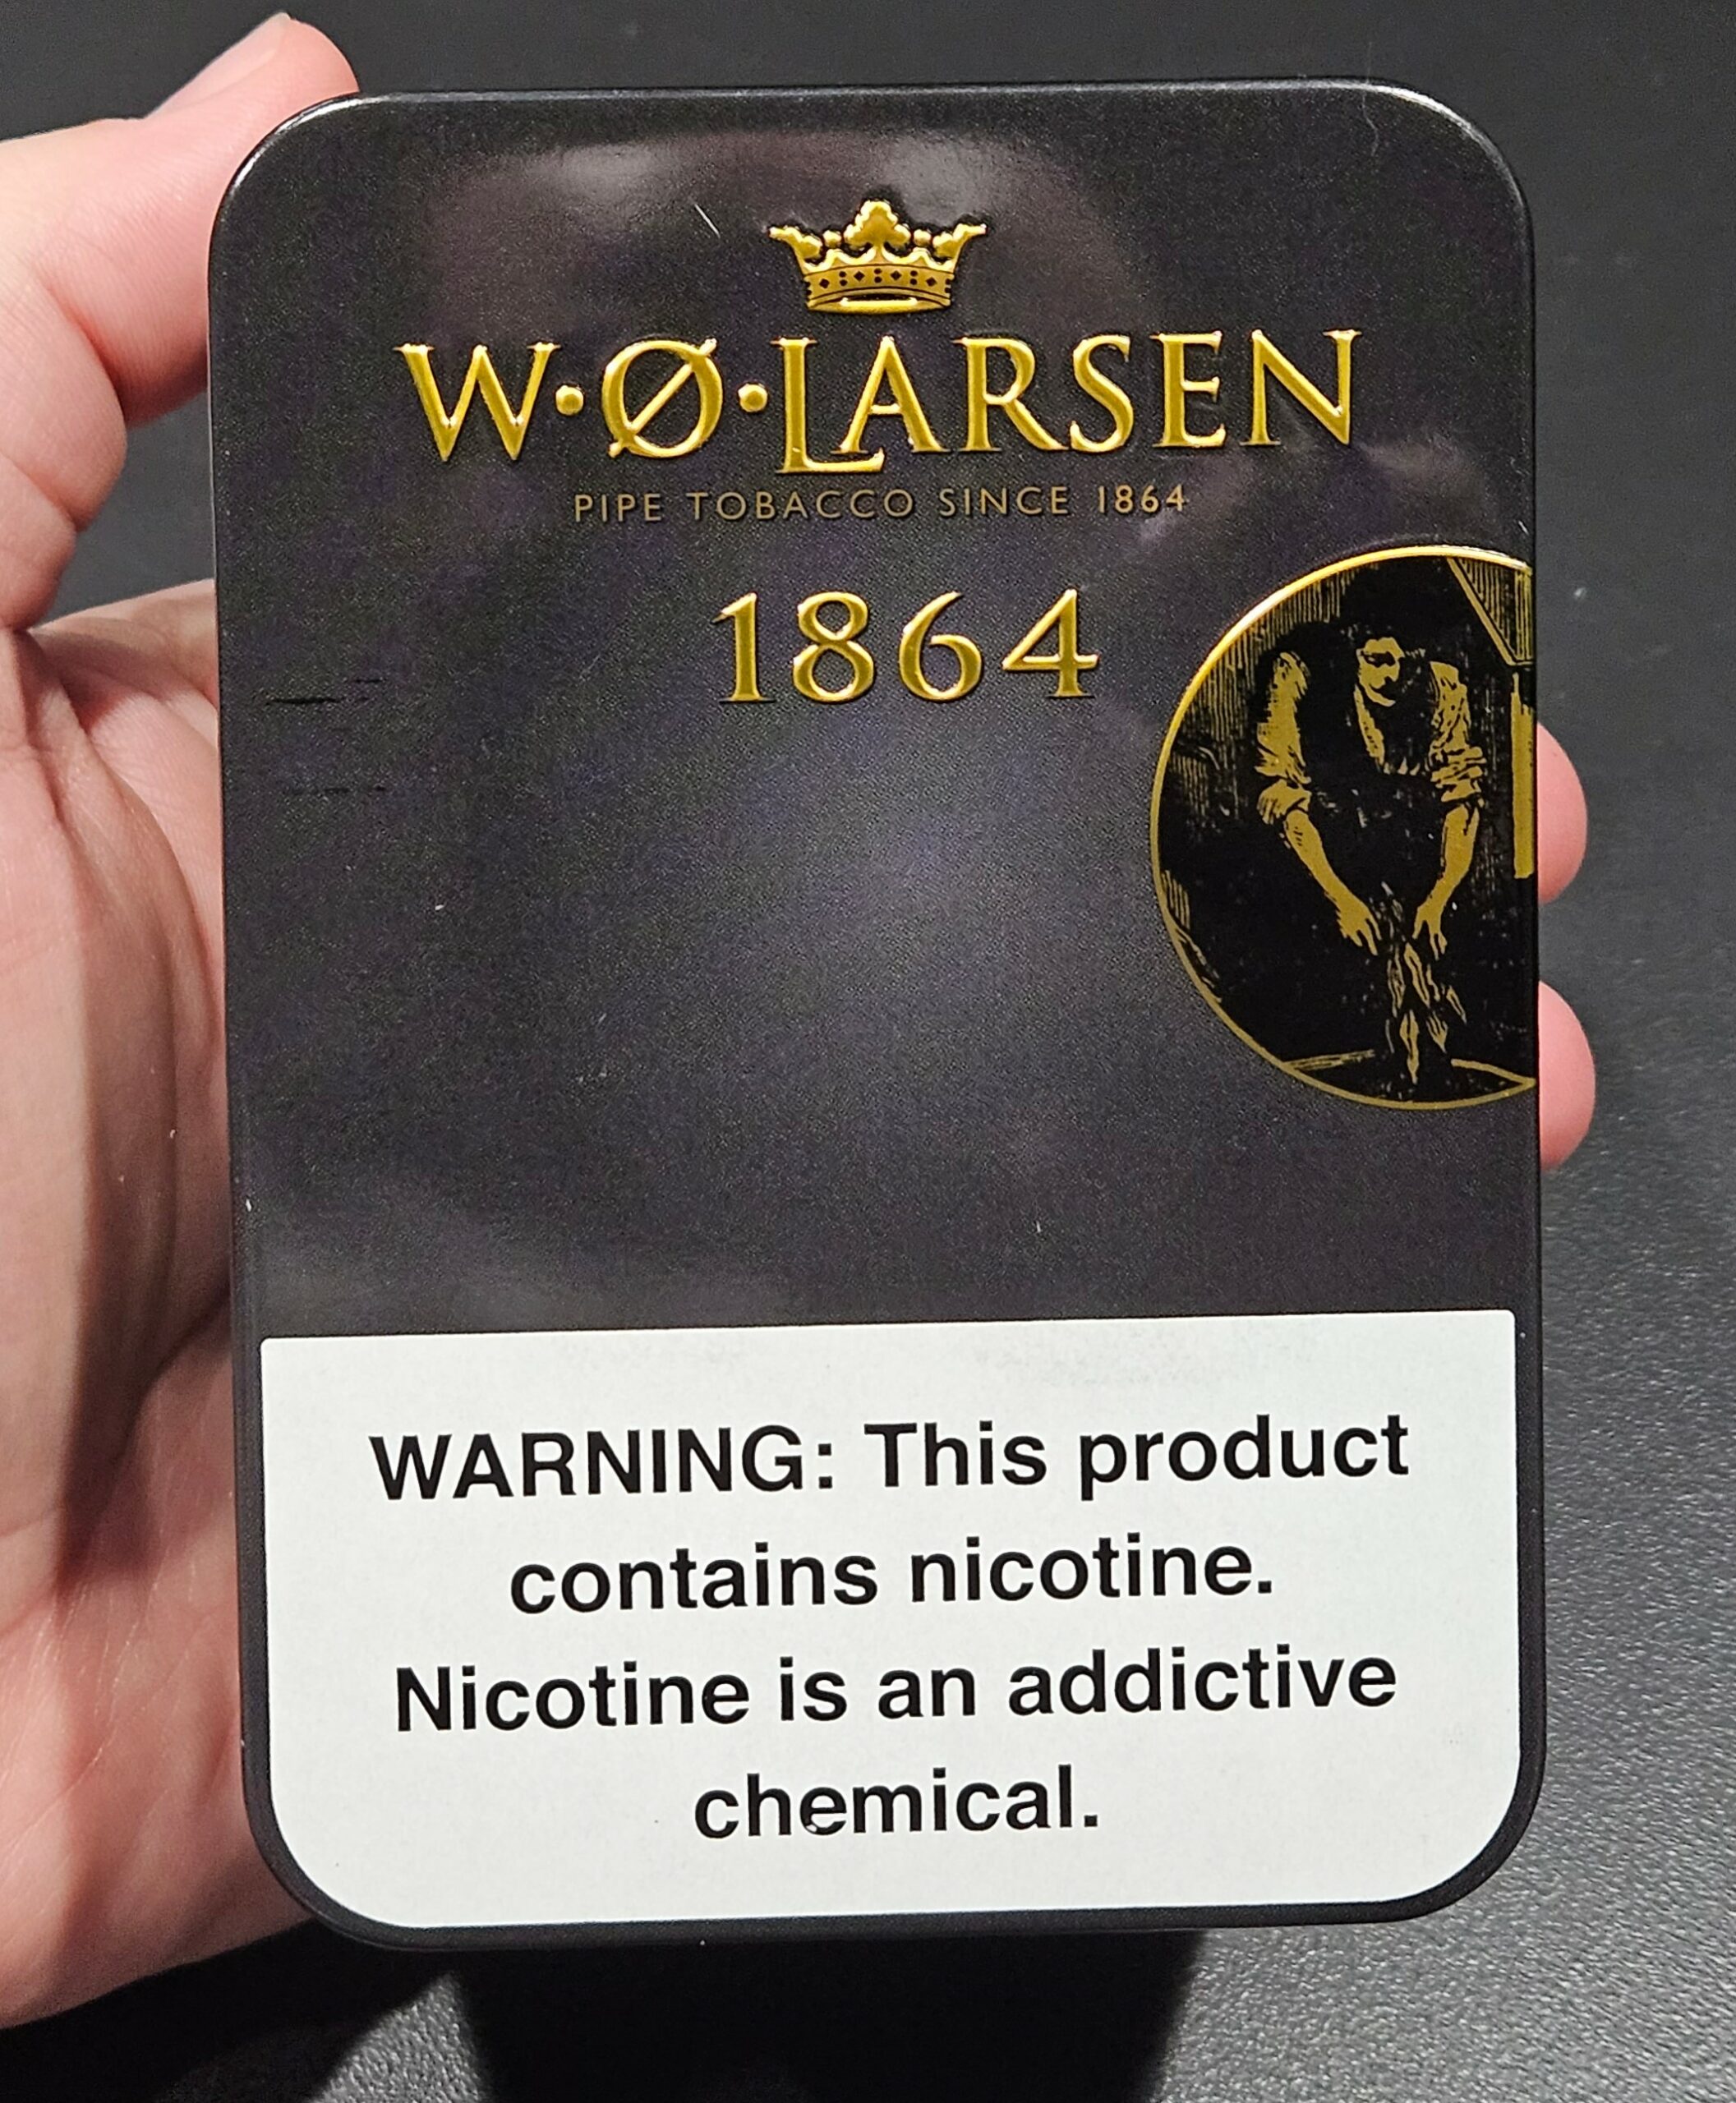 W·Ø·LARSEN
PIPE TOBACCO SINCE 1864
1864
WARNING: This product
contains nicotine.
Nicotine is an addictive
chemical.